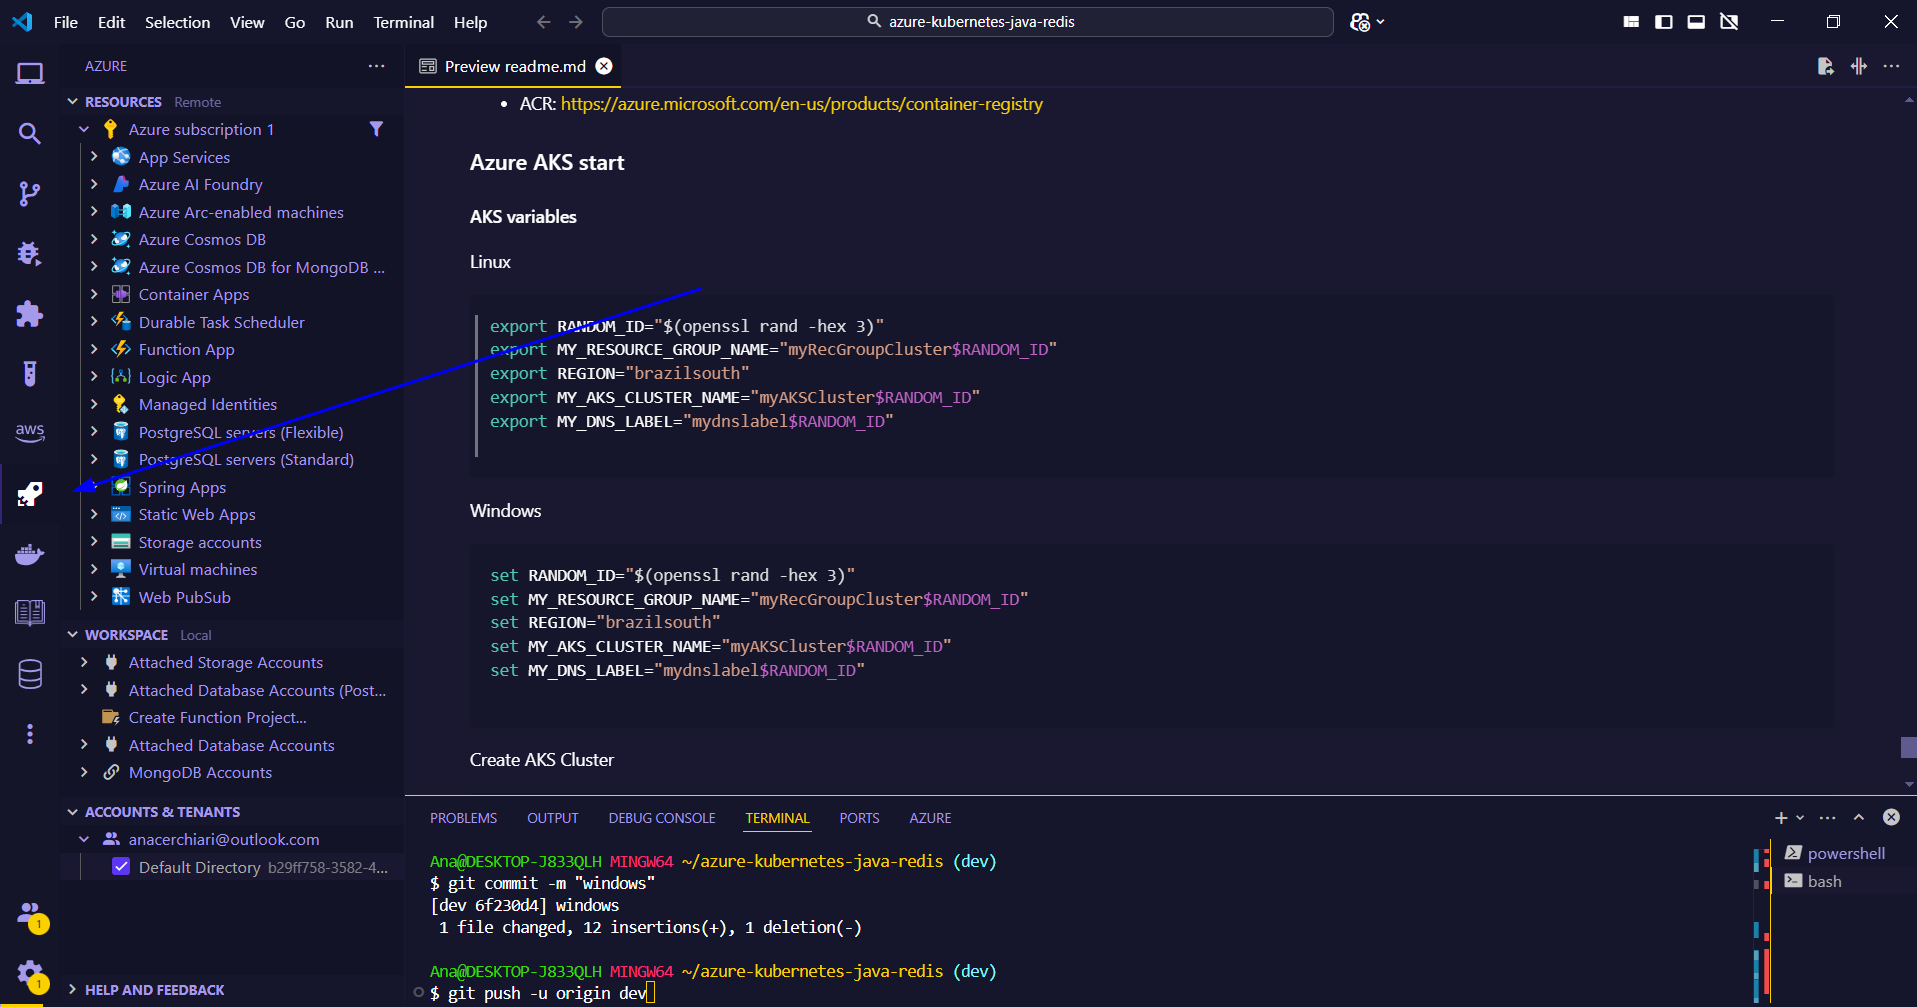 File Edit Selection View Go Run Terminal Help azure-kubernetes-java-redis
AZURE
RESOURCES Remote
Azure subscription 1
App Services
Azure AI Foundry
Azure Arc-enabled machines
Azure Cosmos DB
Azure Cosmos DB for MongoDB ...
Container Apps
Durable Task Scheduler
Function App
Logic App
Managed Identities
PostgreSQL servers (Flexible)
PostgreSQL servers (Standard)
Spring Apps
Static Web Apps
Storage accounts
Virtual machines
Web PubSub
WORKSPACE Local
Attached Storage Accounts
Attached Database Accounts (Post...
Create Function Project...
Attached Database Accounts
MongoDB Accounts
ACCOUNTS & TENANTS
anacerchiari@outlook.com
Default Directory b29ff758-3582-4...
HELP AND FEEDBACK
aws
1
1
Preview readme.md
• ACR: https://azure.microsoft.com/en-us/products/container-registry
Azure AKS start
AKS variables
Linux
export RANDOM_ID="$(openssl rand -hex 3)"
export MY_RESOURCE_GROUP_NAME="myRecGroupCluster$RANDOM_ID"
export REGION="brazilsouth"
export MY_AKS_CLUSTER_NAME="myAKSCluster$RANDOM_ID"
export MY_DNS_LABEL="mydnslabel$RANDOM_ID"
Windows
set RANDOM_ID="$(openssl rand -hex 3)"
set MY_RESOURCE_GROUP_NAME="myRecGroupCluster$RANDOM_ID"
set REGION="brazilsouth"
set MY_AKS_CLUSTER_NAME="myAKSCluster$RANDOM_ID"
set MY_DNS_LABEL="mydnslabel$RANDOM_ID"
Create AKS Cluster
PROBLEMS OUTPUT DEBUG CONSOLE TERMINAL PORTS AZURE
Ana@DESKTOP-J833QLH MINGW64 ~/azure-kubernetes-java-redis (dev)
$ git commit -m "windows"
[dev 6f230d4] windows
1 file changed, 12 insertions(+), 1 deletion(-)
Ana@DESKTOP-J833QLH MINGW64 ~/azure-kubernetes-java-redis (dev)
$ git push -u origin dev
powershell
bash